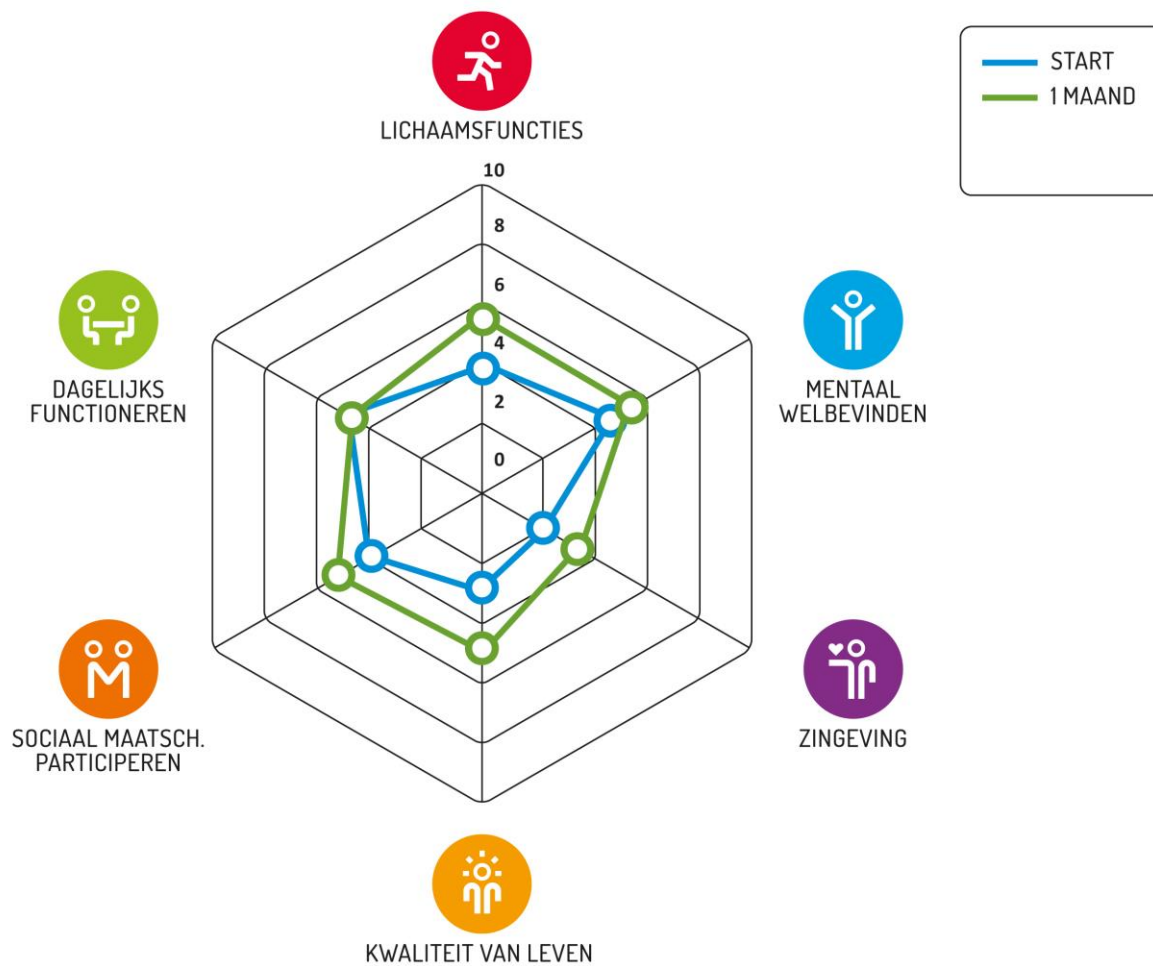 START
1 MAAND
LICHAAMSFUNCTIES
10
8
6
4
2
0
DAGELIJKS
FUNCTIONEREN
MENTAAL
WELBEVINDEN
SOCIAAL MAATSCH.
PARTICIPEREN
ZINGEVING
KWALITEIT VAN LEVEN